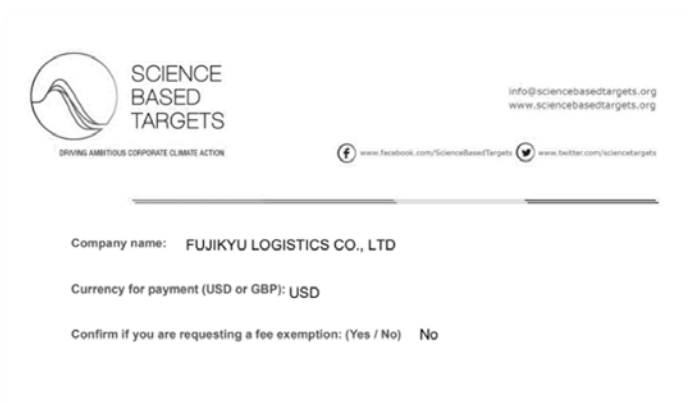 SCIENCE
BASED
TARGETS
DRIVING AMBITIOUS CORPORATE CLIMATE ACTION
info@sciencebasedtargets.org
www.sciencebasedtargets.org
www.facebook.com/ScienceBasedTargets www.twitter.com/sciencetargets
Company name: FUJIKYU LOGISTICS CO., LTD
Currency for payment (USD or GBP): USD
Confirm if you are requesting a fee exemption: (Yes / No) No